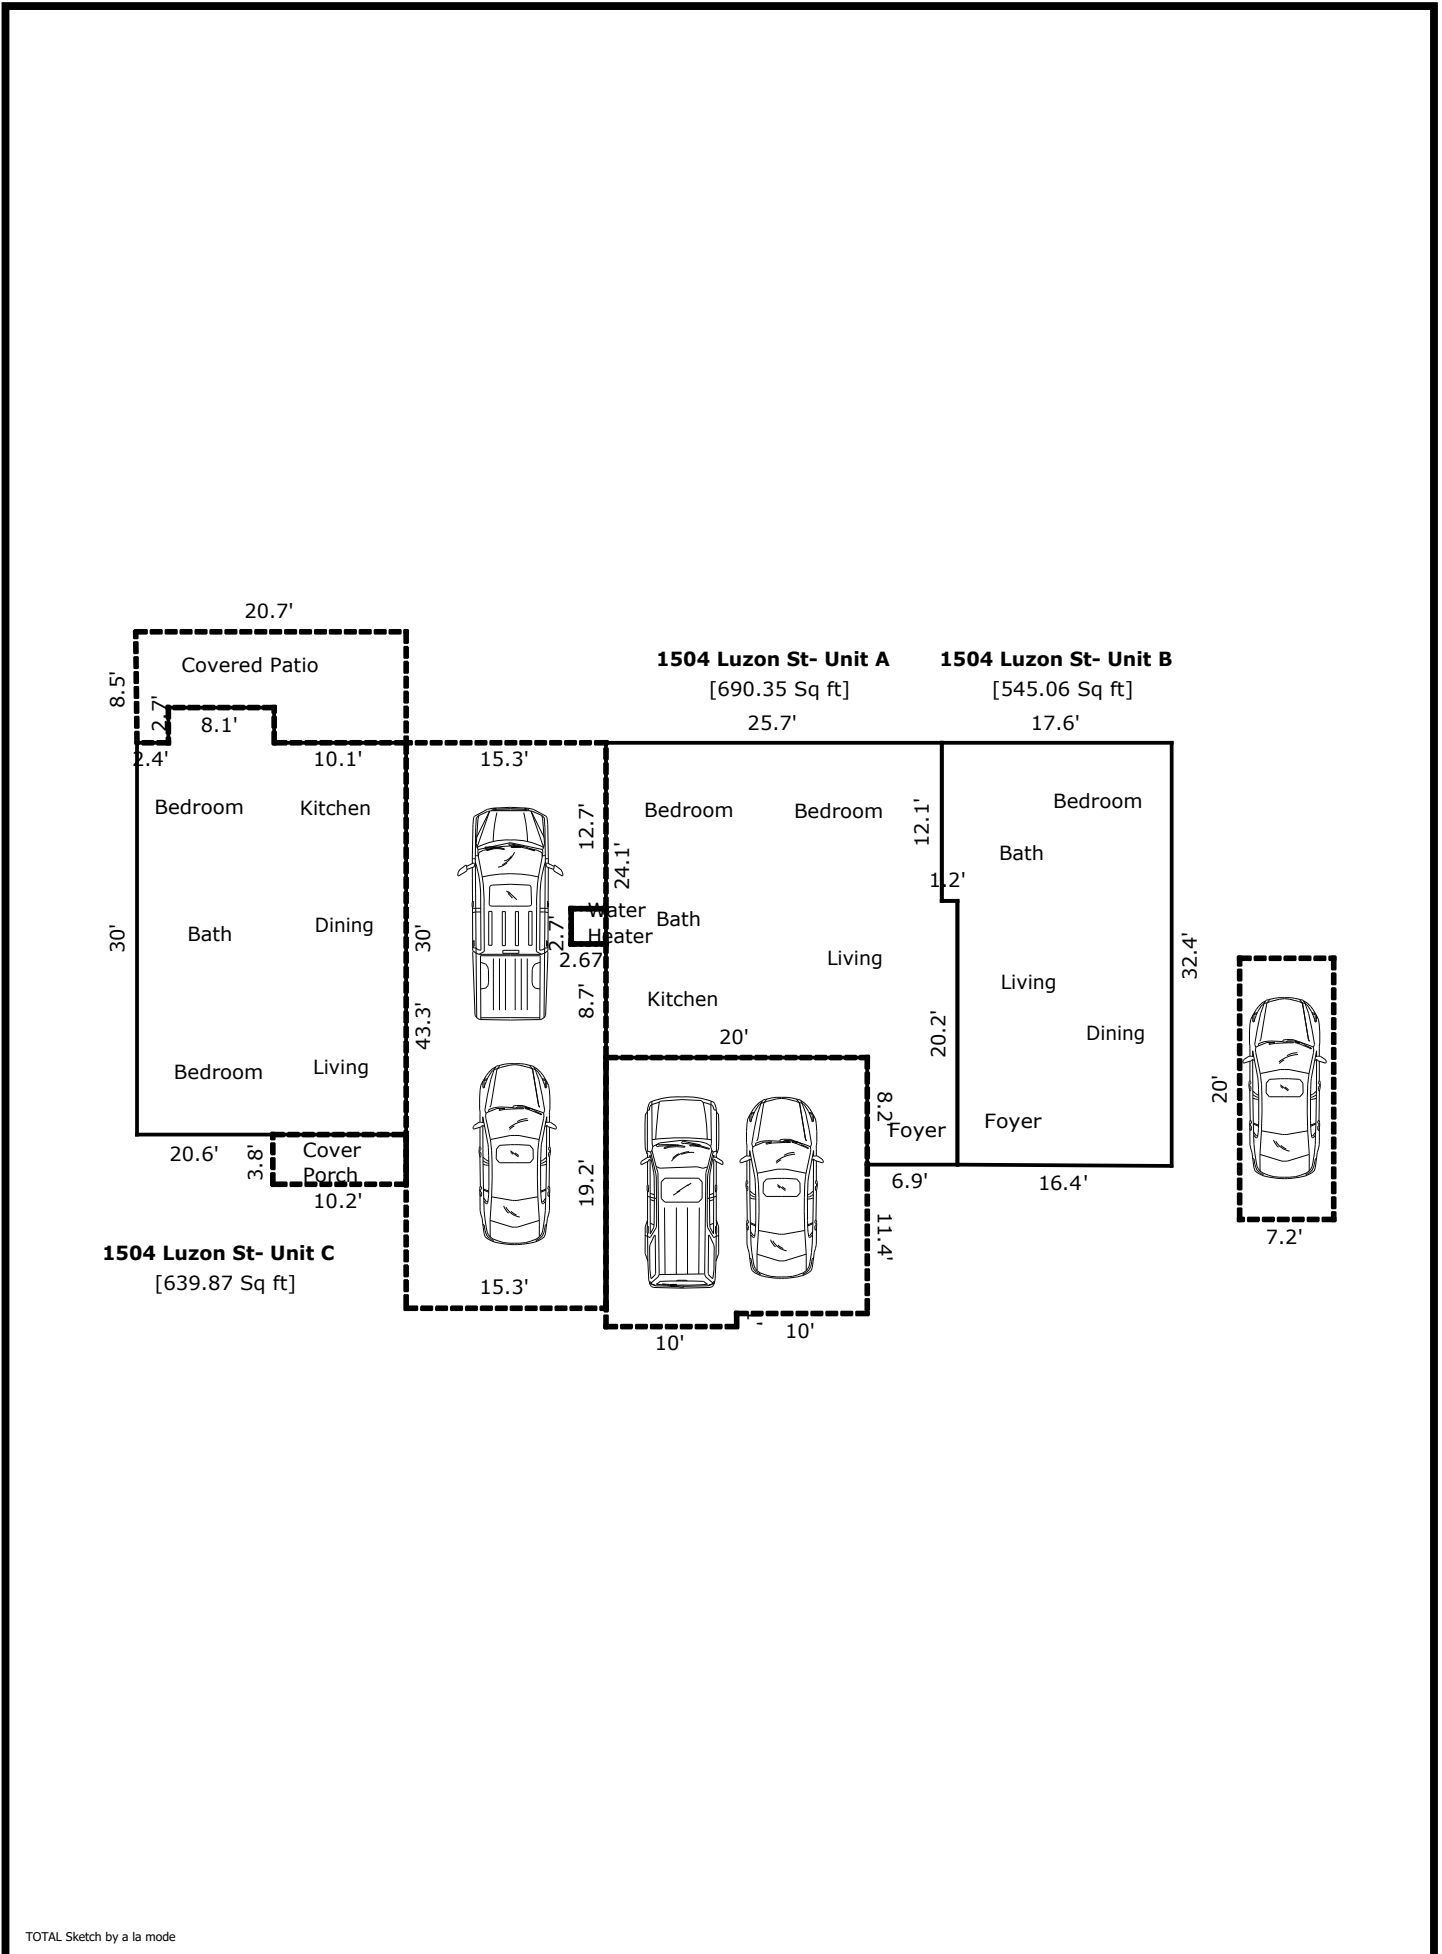 20.7'
Covered Patio
8.5'
2.7'
8.1'
2.4'
10.1'
15.3'
1504 Luzon St- Unit A
[690.35 Sq ft]
25.7'
1504 Luzon St- Unit B
[545.06 Sq ft]
17.6'
Bedroom
Kitchen
12.7'
24.1'
Bedroom
Bedroom
12.1'
Bedroom
Bath
1.2'
30'
Bath
Dining
30'
Water
Heater
2.7'
2.67
Bath
Living
32.4'
Living
43.3'
8.7'
Kitchen
20'
20.2'
Dining
Bedroom
Living
8.2'
Foyer
Foyer
20'
20.6'
3.8'
Cover
Porch
10.2'
19.2'
6.9'
16.4'
11.4'
7.2'
1504 Luzon St- Unit C
[639.87 Sq ft]
15.3'
10'
10'
TOTAL Sketch by a la mode